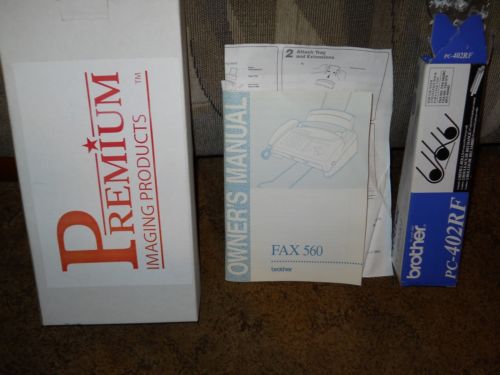 PREMIUM
IMAGING PRODUCTS ™
2 Attach Tray
and Extensions
OWNER'S MANUAL
FAX 560
brother
PC-402RF
brother
PC-402RF